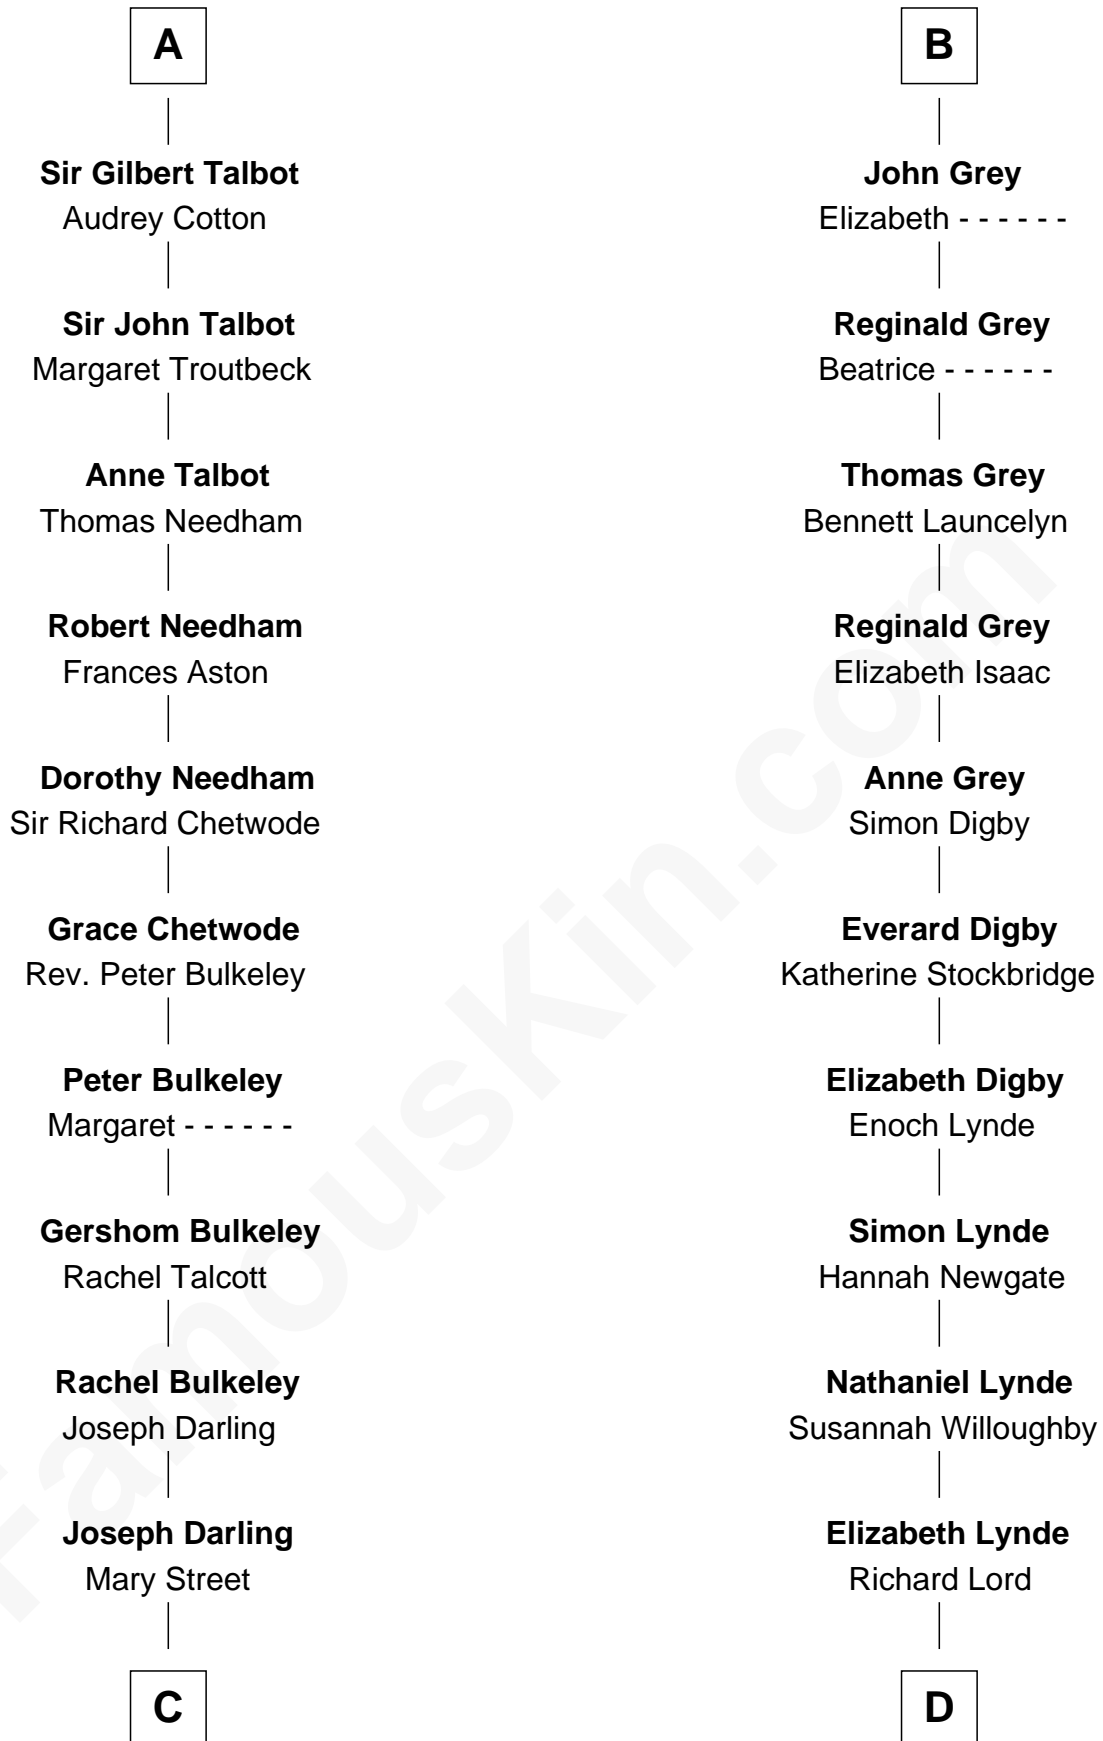 A
Sir Gilbert Talbot
Audrey Cotton
Sir John Talbot
Margaret Troutbeck
Anne Talbot
Thomas Needham
Robert Needham
Frances Aston
Dorothy Needham
Sir Richard Chetwode
Grace Chetwode
Rev. Peter Bulkeley
Peter Bulkeley
Margaret - - - - - -
Gershom Bulkeley
Rachel Talcott
Rachel Bulkeley
Joseph Darling
Joseph Darling
Mary Street
C
B
John Grey
Elizabeth - - - - - -
Reginald Grey
Beatrice - - - - - -
Thomas Grey
Bennett Launcelyn
Reginald Grey
Elizabeth Isaac
Anne Grey
Simon Digby
Everard Digby
Katherine Stockbridge
Elizabeth Digby
Enoch Lynde
Simon Lynde
Hannah Newgate
Nathaniel Lynde
Susannah Willoughby
Elizabeth Lynde
Richard Lord
D
FamousKin.com